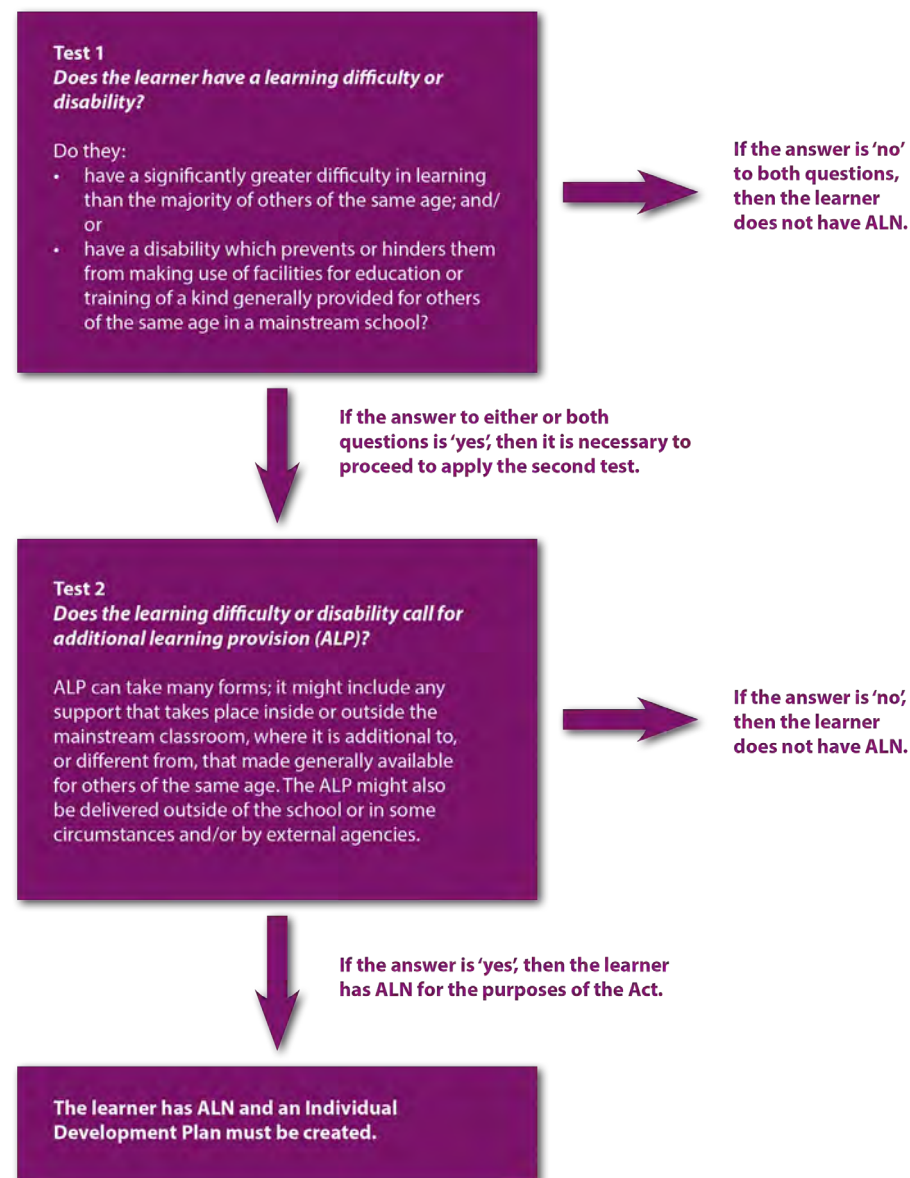 Test 1
Does the learner have a learning difficulty or
disability?
Do they:
• have a significantly greater difficulty in learning
than the majority of others of the same age; and/
or
• have a disability which prevents or hinders them
from making use of facilities for education or
training of a kind generally provided for others
of the same age in a mainstream school?
If the answer is ‘no’
to both questions,
then the learner
does not have ALN.
If the answer to either or both
questions is ‘yes’, then it is necessary to
proceed to apply the second test.
Test 2
Does the learning difficulty or disability call for
additional learning provision (ALP)?
ALP can take many forms; it might include any
support that takes place inside or outside the
mainstream classroom, where it is additional to,
or different from, that made generally available
for others of the same age. The ALP might also
be delivered outside of the school or in some
circumstances and/or by external agencies.
If the answer is ‘no’,
then the learner
does not have ALN.
If the answer is ‘yes’, then the learner
has ALN for the purposes of the Act.
The learner has ALN and an Individual
Development Plan must be created.